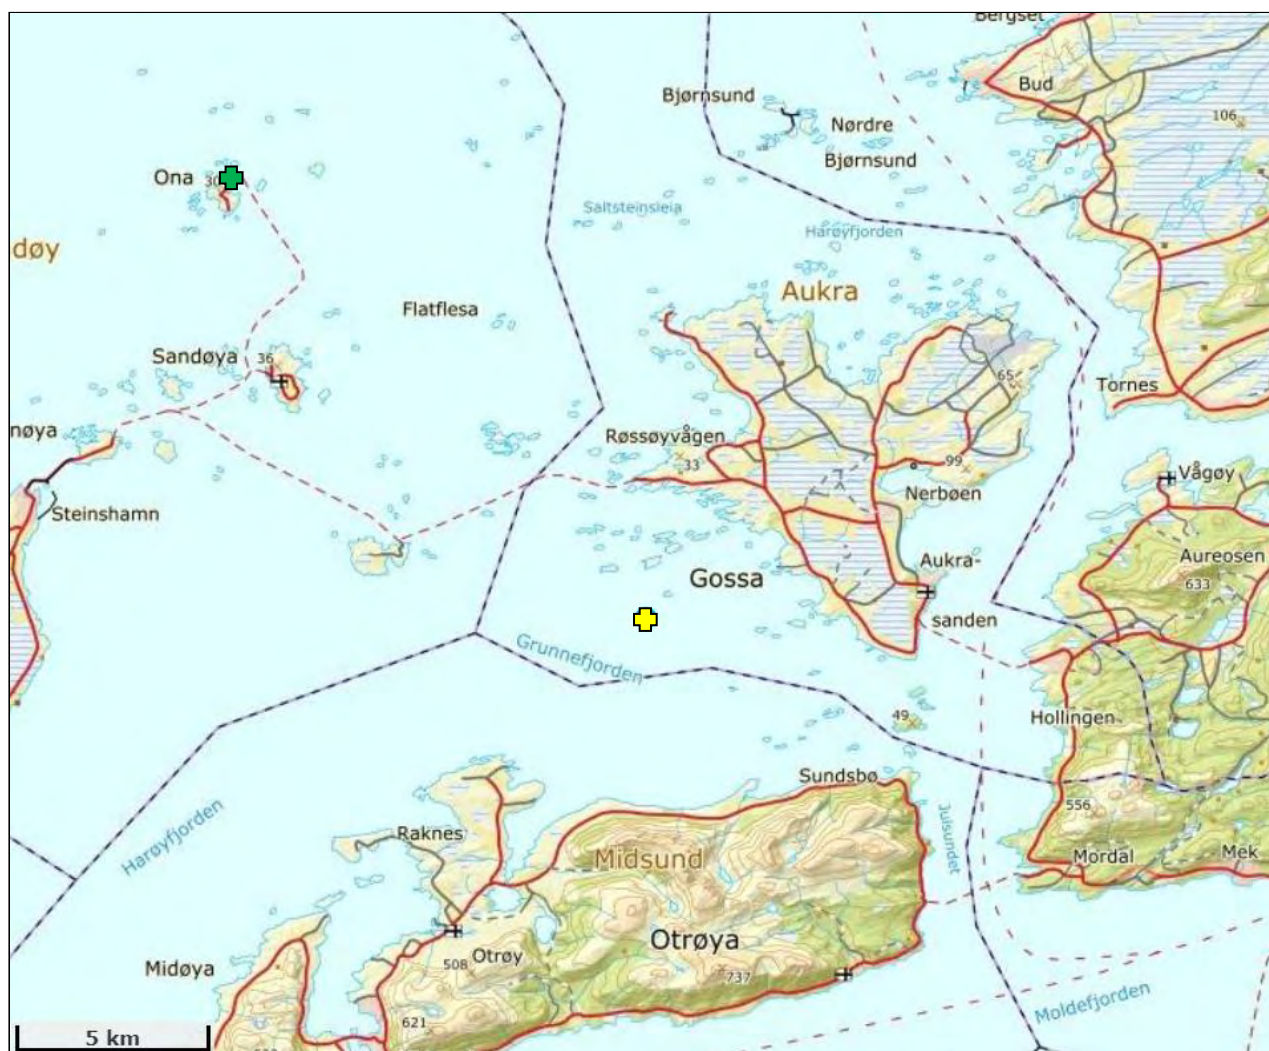 Bergset
Bud
106
Bjørnsund
Nørdre
Bjørnsund
Ona
30
Saltsteinsleia
Harøyfjorden
døy
Aukra
Flatflesa
Sandøya
36
65
Tornes
nøya
Røssøyvågen
33
99
Nerbøen
Vågøy
Steinshamn
Aureosen
633
Gossa
Aukra-
sanden
Grunnefjorden
49
Hollingen
Sundsbø
556
Julsundet
Harøyfjorden
Raknes
Midsund
Mordal
Mek
Otrøya
Otrøy
508
Midøya
737
Moldefjorden
621
5 km